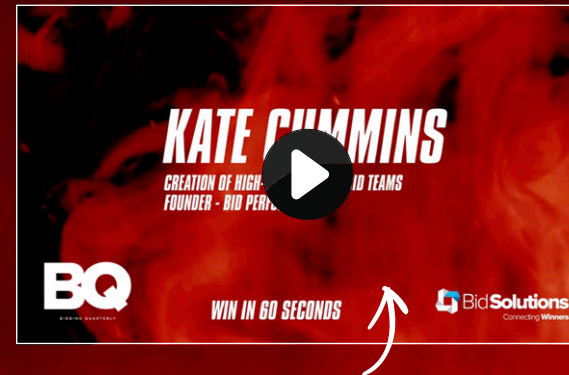 KATE CUMMINS
CREATION OF HIGH- ID TEAMS
FOUNDER - BID PERF
BQ
BIDDING QUARTERLY
WIN IN 60 SECONDS
BidSolutions
Connecting Winners